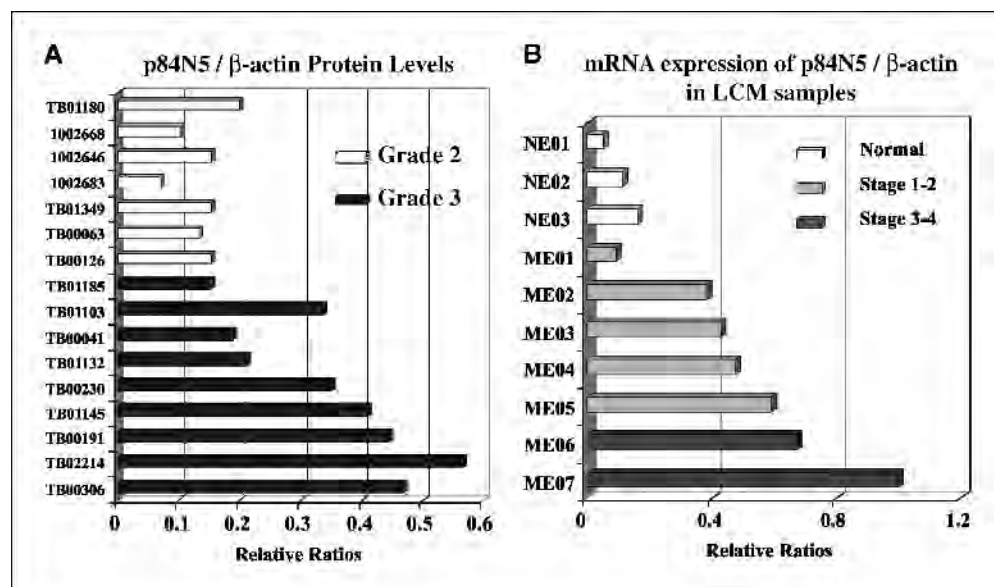 A
p84N5 / β-actin Protein Levels
TB01180
1002668
1002646
1002683
TB01349
TB00063
TB00126
TB01185
TB01103
TB00041
TB01132
TB00230
TB01145
TB00191
TB02214
TB00306
Grade 2
Grade 3
0 0.1 0.2 0.3 0.4 0.5 0.6
Relative Ratios
B
mRNA expression of p84N5 / β-actin
in LCM samples
NE01
NE02
NE03
ME01
ME02
ME03
ME04
ME05
ME06
ME07
Normal
Stage 1-2
Stage 3-4
0 0.4 0.8 1.2
Relative Ratios